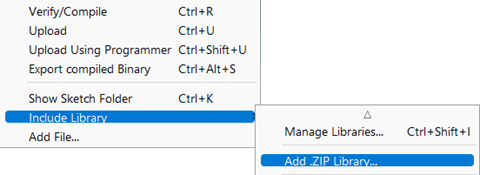 Verify/Compile Ctrl+R
Upload Ctrl+U
Upload Using Programmer Ctrl+Shift+U
Export compiled Binary Ctrl+Alt+S
Show Sketch Folder Ctrl+K
Include Library
Add File...
Manage Libraries... Ctrl+Shift+I
Add .ZIP Library...